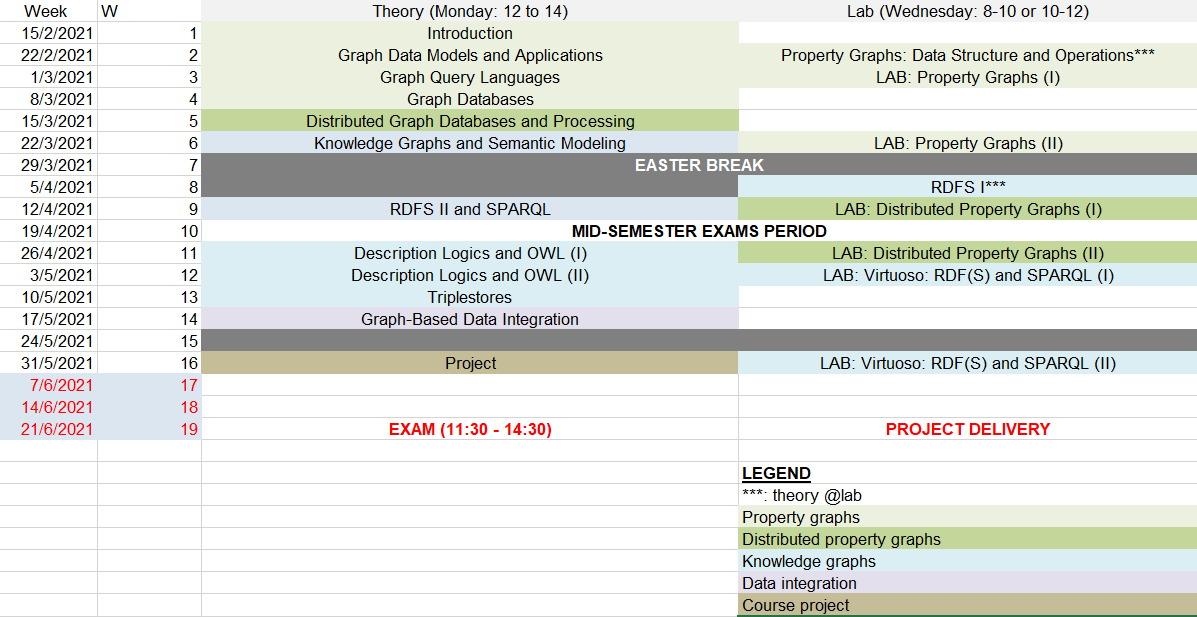 Week W Theory (Monday: 12 to 14) Lab (Wednesday: 8-10 or 10-12)
15/2/2021 1 Introduction
22/2/2021 2 Graph Data Models and Applications Property Graphs: Data Structure and Operations***
1/3/2021 3 Graph Query Languages LAB: Property Graphs (I)
8/3/2021 4 Graph Databases
15/3/2021 5 Distributed Graph Databases and Processing
22/3/2021 6 Knowledge Graphs and Semantic Modeling LAB: Property Graphs (II)
29/3/2021 7 EASTER BREAK
5/4/2021 8 RDFS I***
12/4/2021 9 RDFS II and SPARQL LAB: Distributed Property Graphs (I)
19/4/2021 10 MID-SEMESTER EXAMS PERIOD
26/4/2021 11 Description Logics and OWL (I) LAB: Distributed Property Graphs (II)
3/5/2021 12 Description Logics and OWL (II) LAB: Virtuoso: RDF(S) and SPARQL (I)
10/5/2021 13 Triplestores
17/5/2021 14 Graph-Based Data Integration
24/5/2021 15
31/5/2021 16 Project LAB: Virtuoso: RDF(S) and SPARQL (II)
7/6/2021 17
14/6/2021 18
21/6/2021 19 EXAM (11:30 - 14:30) PROJECT DELIVERY
LEGEND
***: theory @lab
Property graphs
Distributed property graphs
Knowledge graphs
Data integration
Course project